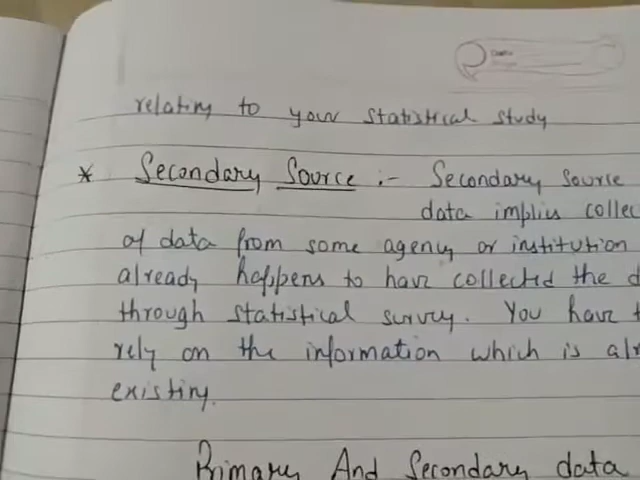 relating to your statistical study
* Secondary Source :- Secondary Source
data implies collec
of data from some agency or institution
already happens to have collected the d
through statistical survey. You have t
rely on the information which is alr
existing.
Primary And Secondary data